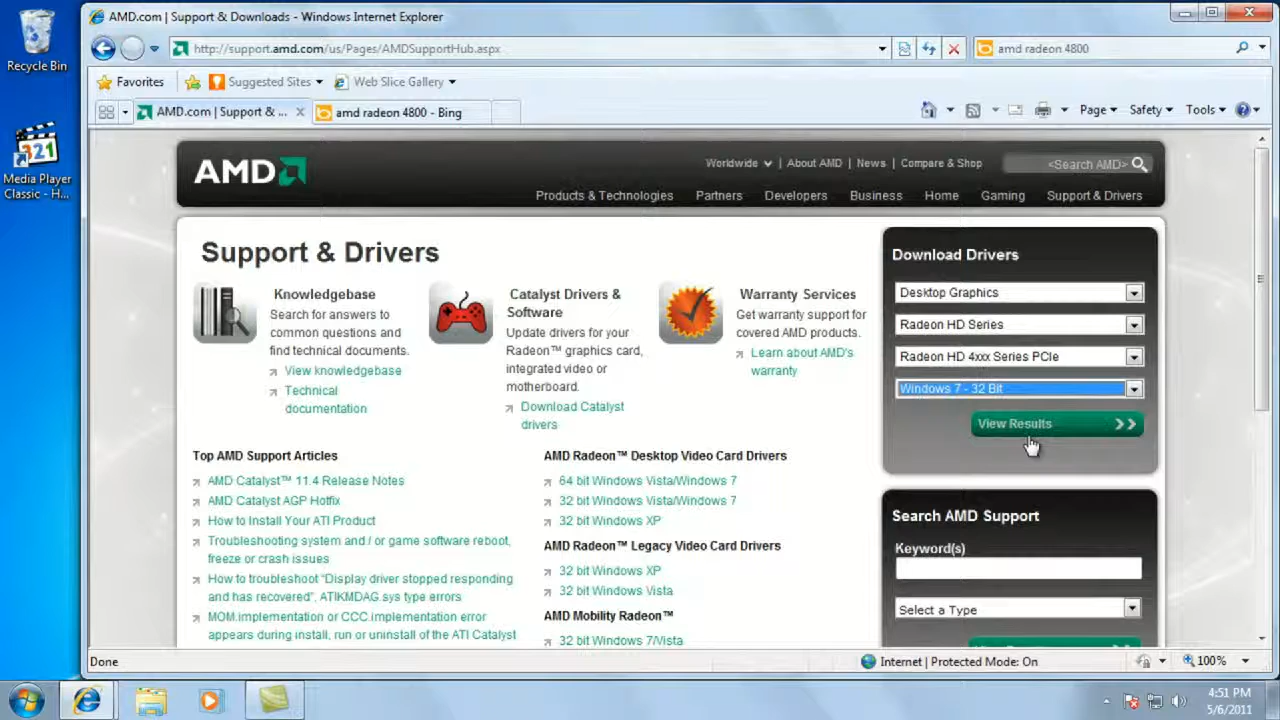 Recycle Bin
Media Player
Classic - H...
AMD.com | Support & Downloads - Windows Internet Explorer
http://support.amd.com/us/Pages/AMDSupportHub.aspx
amd radeon 4800
Favorites
Suggested Sites
Web Slice Gallery
AMD.com | Support & ...
amd radeon 4800 - Bing
Page
Safety
Tools
AMD
Worldwide | About AMD | News | Compare & Shop
<Search AMD>
Products & Technologies Partners Developers Business Home Gaming Support & Drivers
Support & Drivers
Knowledgebase
Search for answers to
common questions and
find technical documents.
View knowledgebase
Technical
documentation
Catalyst Drivers &
Software
Update drivers for your
Radeon™ graphics card,
integrated video or
motherboard.
Download Catalyst
drivers
Warranty Services
Get warranty support for
covered AMD products.
Learn about AMD's
warranty
Top AMD Support Articles
AMD Catalyst™ 11.4 Release Notes
AMD Catalyst AGP Hotfix
How to Install Your ATI Product
Troubleshooting system and / or game software reboot,
freeze or crash issues
How to troubleshoot "Display driver stopped responding
and has recovered", ATIKMDAG.sys type errors
MOM.implementation or CCC.implementation error
appears during install, run or uninstall of the ATI Catalyst
AMD Radeon™ Desktop Video Card Drivers
64 bit Windows Vista/Windows 7
32 bit Windows Vista/Windows 7
32 bit Windows XP
AMD Radeon™ Legacy Video Card Drivers
32 bit Windows XP
32 bit Windows Vista
AMD Mobility Radeon™
32 bit Windows 7/Vista
Download Drivers
Desktop Graphics
Radeon HD Series
Radeon HD 4xxx Series PCIe
Windows 7 - 32 Bit
View Results
Search AMD Support
Keyword(s)
Select a Type
Done
Internet | Protected Mode: On
100%
4:51 PM
5/6/2011